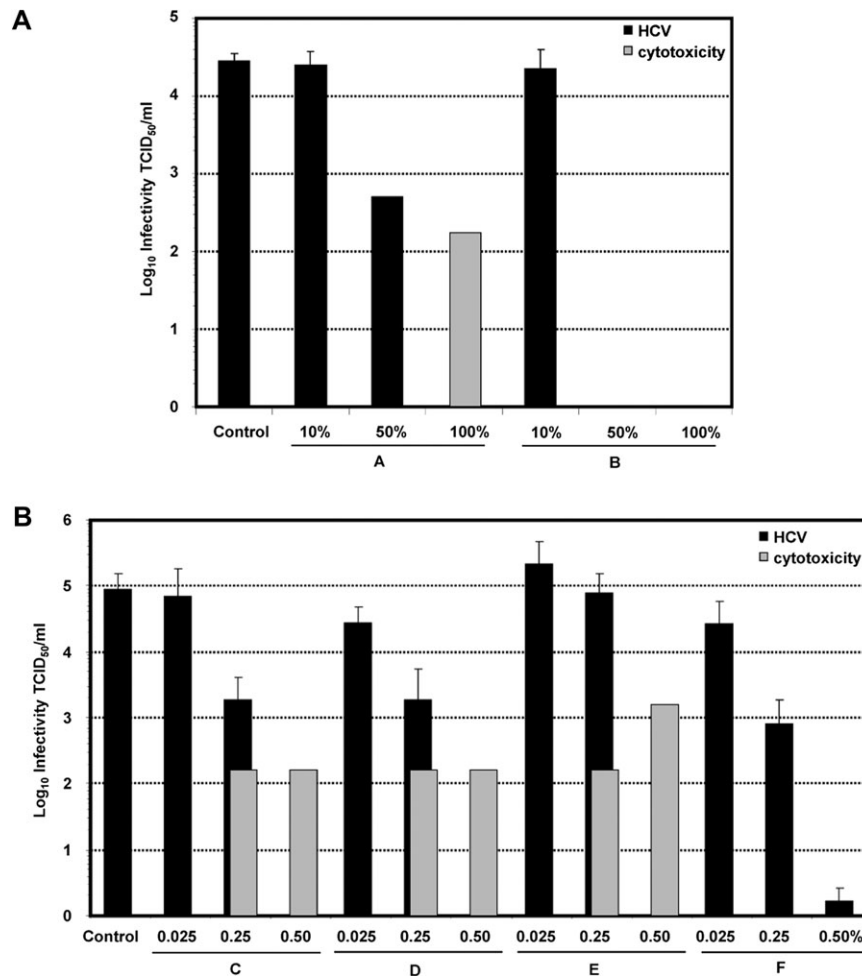 A
5
4
3
2
1
0
Log₁₀ Infectivity TCID₅₀/ml
HCV
cytotoxicity
Control 10% 50% 100% 10% 50% 100%
A B
B
6
5
4
3
2
1
0
Log₁₀ Infectivity TCID₅₀/ml
HCV
cytotoxicity
Control 0.025 0.25 0.50 0.025 0.25 0.50 0.025 0.25 0.50 0.025 0.25 0.50%
C D E F